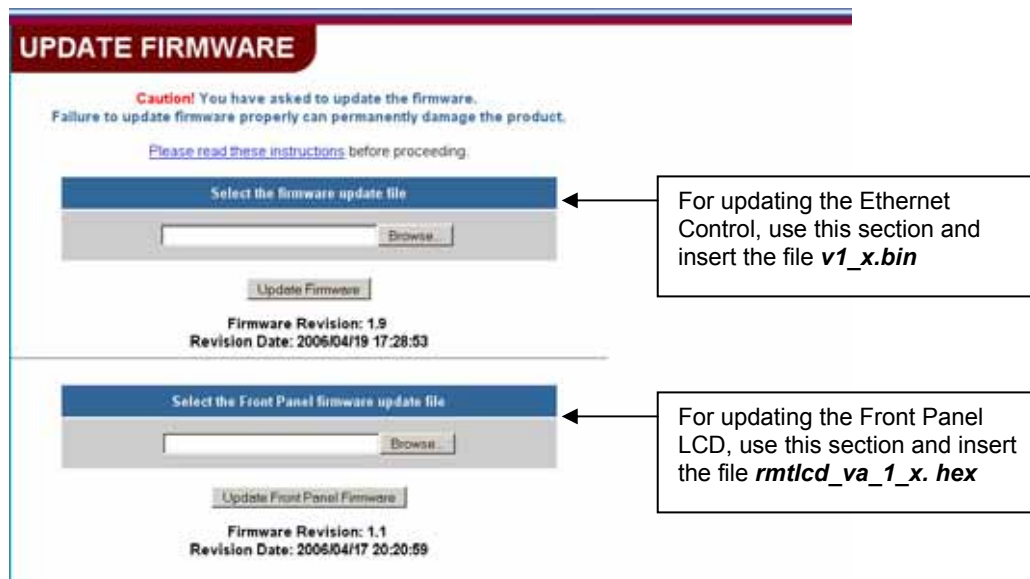 UPDATE FIRMWARE
Caution! You have asked to update the firmware.
Failure to update firmware properly can permanently damage the product.
Please read these instructions before proceeding.
Select the firmware update file
Browse...
Update Firmware
Firmware Revision: 1.9
Revision Date: 2006/04/19 17:28:53
For updating the Ethernet
Control, use this section and
insert the file v1_x.bin
Select the Front Panel firmware update file
Browse...
Update Front Panel Firmware
Firmware Revision: 1.1
Revision Date: 2006/04/17 20:20:59
For updating the Front Panel
LCD, use this section and insert
the file rmtlcd_va_1_x. hex